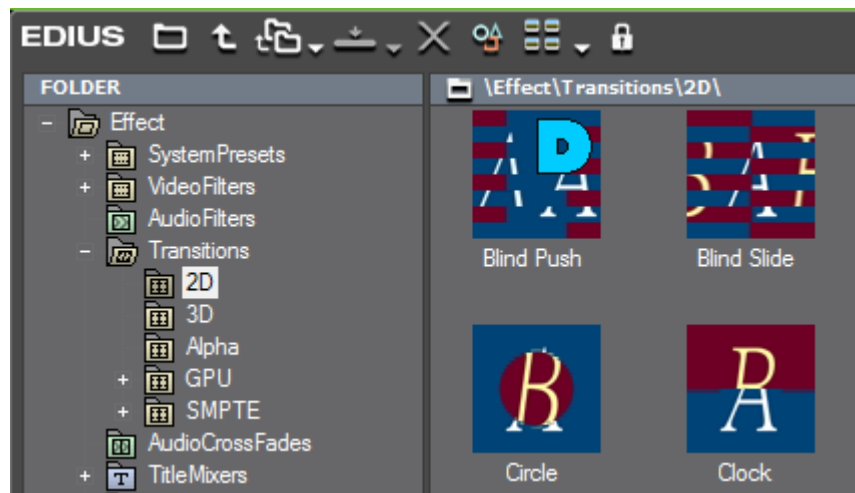 EDIUS
FOLDER
\Effect\Transitions\2D\
Effect
SystemPresets
VideoFilters
AudioFilters
Transitions
2D
3D
Alpha
GPU
SMPTE
AudioCrossFades
TitleMixers
T
A A
D
Blind Push
B A B
Blind Slide
B
A
Circle
B
A
Clock